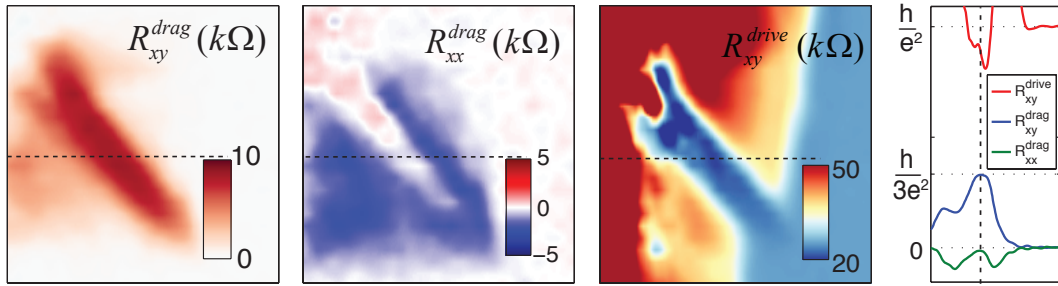 R_xy^drag (kΩ)
10
0
R_xx^drag (kΩ)
5
0
−5
R_xy^drive (kΩ)
50
20
h/e²
R_xy^drive
R_xy^drag
R_xx^drag
h/3e²
0